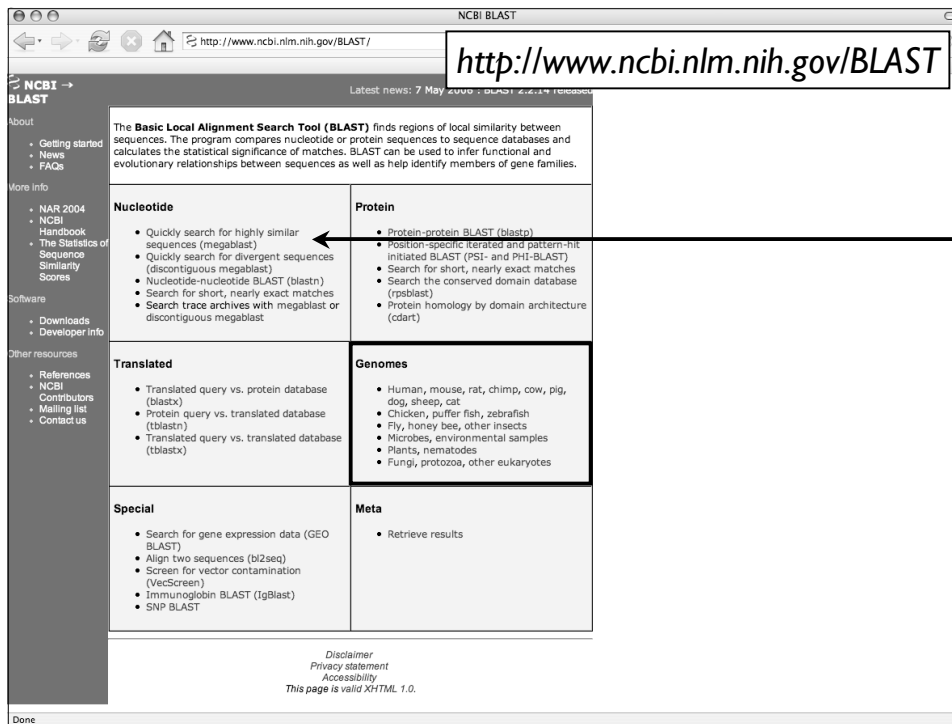 NCBI BLAST
http://www.ncbi.nlm.nih.gov/BLAST/
http://www.ncbi.nlm.nih.gov/BLAST
NCBI →
BLAST
Latest news: 7 May 2006 : BLAST 2.2.14 released
About
Getting started
News
FAQs
More info
NAR 2004
NCBI
Handbook
The Statistics of
Sequence
Similarity
Scores
Software
Downloads
Developer info
Other resources
References
NCBI
Contributors
Mailing list
Contact us
The Basic Local Alignment Search Tool (BLAST) finds regions of local similarity between
sequences. The program compares nucleotide or protein sequences to sequence databases and
calculates the statistical significance of matches. BLAST can be used to infer functional and
evolutionary relationships between sequences as well as help identify members of gene families.
Nucleotide
Quickly search for highly similar
sequences (megablast)
Quickly search for divergent sequences
(discontiguous megablast)
Nucleotide-nucleotide BLAST (blastn)
Search for short, nearly exact matches
Search trace archives with megablast or
discontiguous megablast
Protein
Protein-protein BLAST (blastp)
Position-specific iterated and pattern-hit
initiated BLAST (PSI- and PHI-BLAST)
Search for short, nearly exact matches
Search the conserved domain database
(rpsblast)
Protein homology by domain architecture
(cdart)
Translated
Translated query vs. protein database
(blastx)
Protein query vs. translated database
(tblastn)
Translated query vs. translated database
(tblastx)
Genomes
Human, mouse, rat, chimp, cow, pig,
dog, sheep, cat
Chicken, puffer fish, zebrafish
Fly, honey bee, other insects
Microbes, environmental samples
Plants, nematodes
Fungi, protozoa, other eukaryotes
Special
Search for gene expression data (GEO
BLAST)
Align two sequences (bl2seq)
Screen for vector contamination
(VecScreen)
Immunoglobin BLAST (IgBlast)
SNP BLAST
Meta
Retrieve results
Disclaimer
Privacy statement
Accessibility
This page is valid XHTML 1.0.
Done